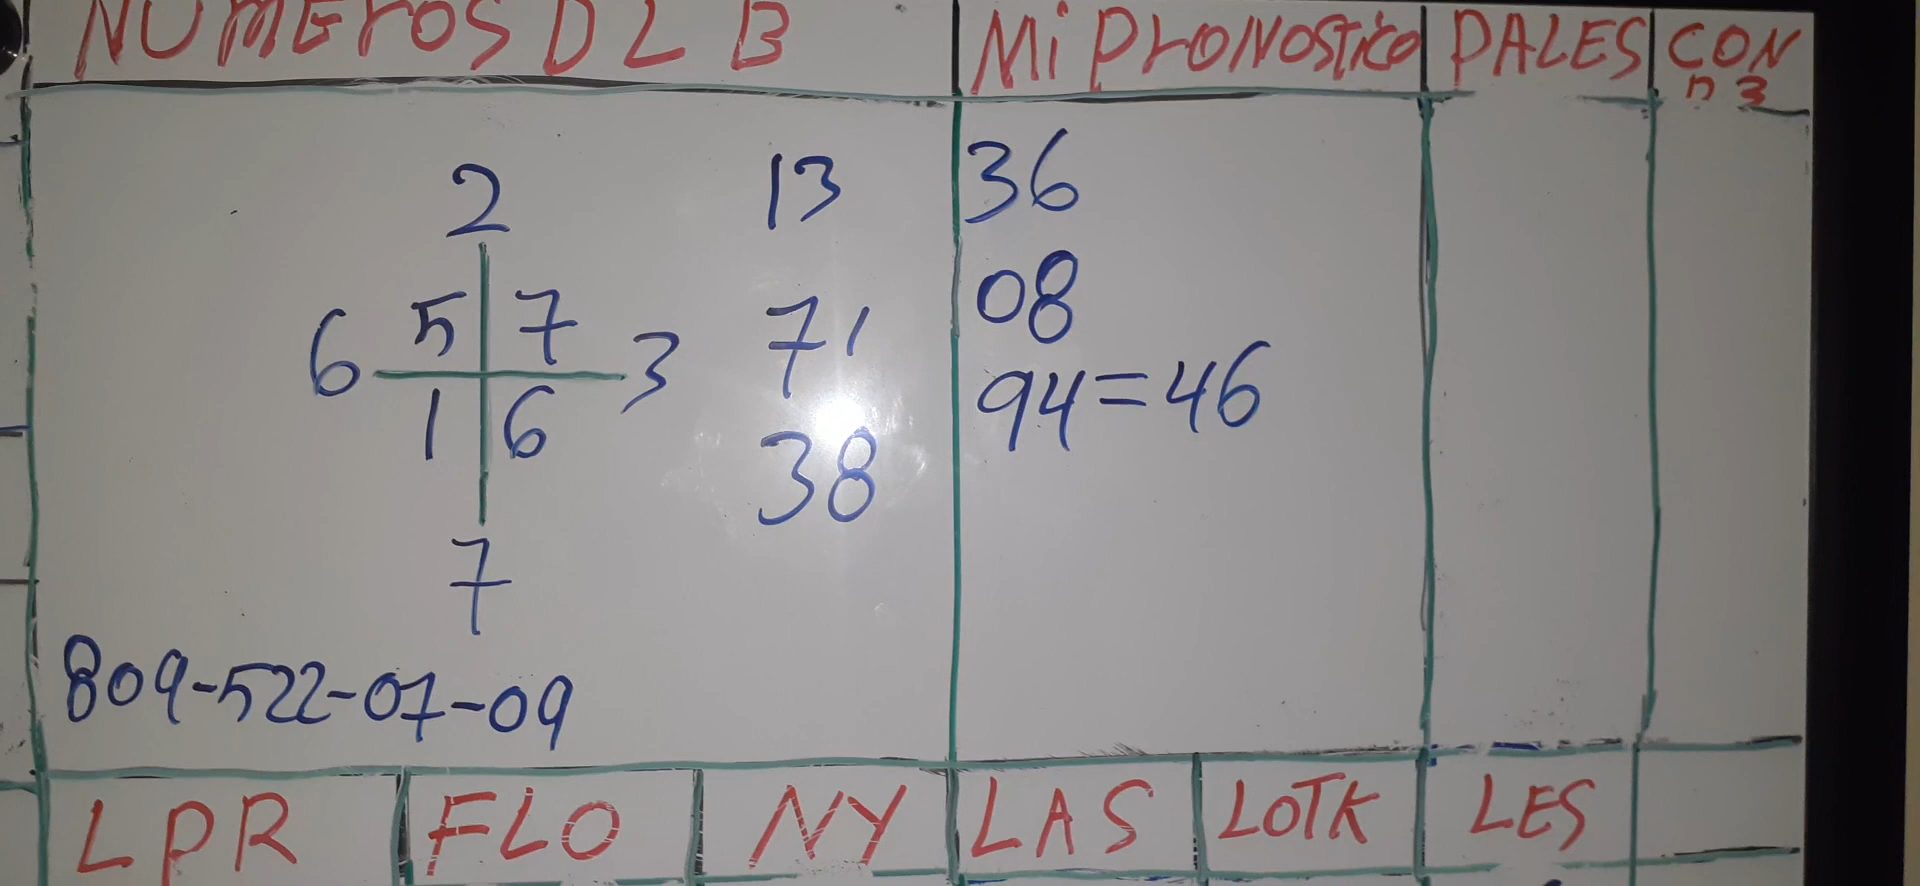 NUMEROS D L B MI PRONOSTICO PALES CON
n 3
2 13 36
5 7 08
6 3 71
1 6 94=46
38
7
809-522-07-09
LPR FLO NY LAS LOTK LES